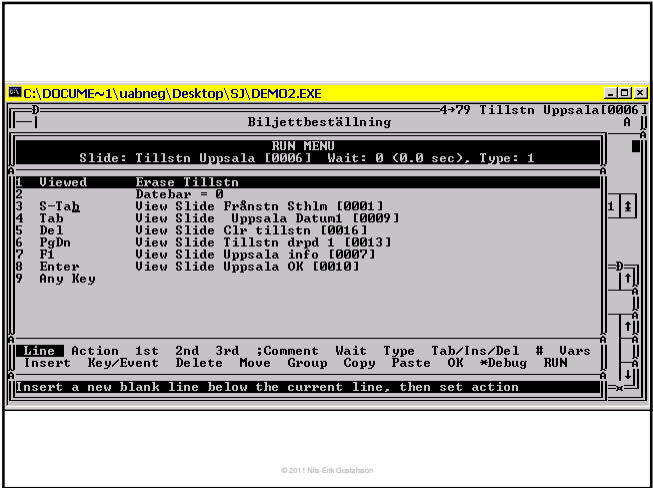 C:\DOCUME~1\uabneg\Desktop\SJ\DEMO2.EXE
D 4→79 Tillstn Uppsala[0006]
Biljettbeställning A
RUN MENU
Slide: Tillstn Uppsala [0006] Wait: 0 (0.0 sec), Type: 1
A A
1 Viewed Erase Tillstn
2 Datebar = 0
3 S-Tab View Slide Frånstn Sthlm [0001]
4 Tab View Slide Uppsala Datum1 [0009]
5 Del View Slide Clr tillstn [0016]
6 PgDn View Slide Tillstn drpd 1 [0013]
7 F1 View Slide Uppsala info [0007]
8 Enter View Slide Uppsala OK [0010]
9 Any Key
Line Action 1st 2nd 3rd ;Comment Wait Type Tab/Ins/Del # Vars
Insert Key/Event Delete Move Group Copy Paste OK *Debug RUN
Insert a new blank line below the current line, then set action
© 2011 Nils-Erik Gustafsson